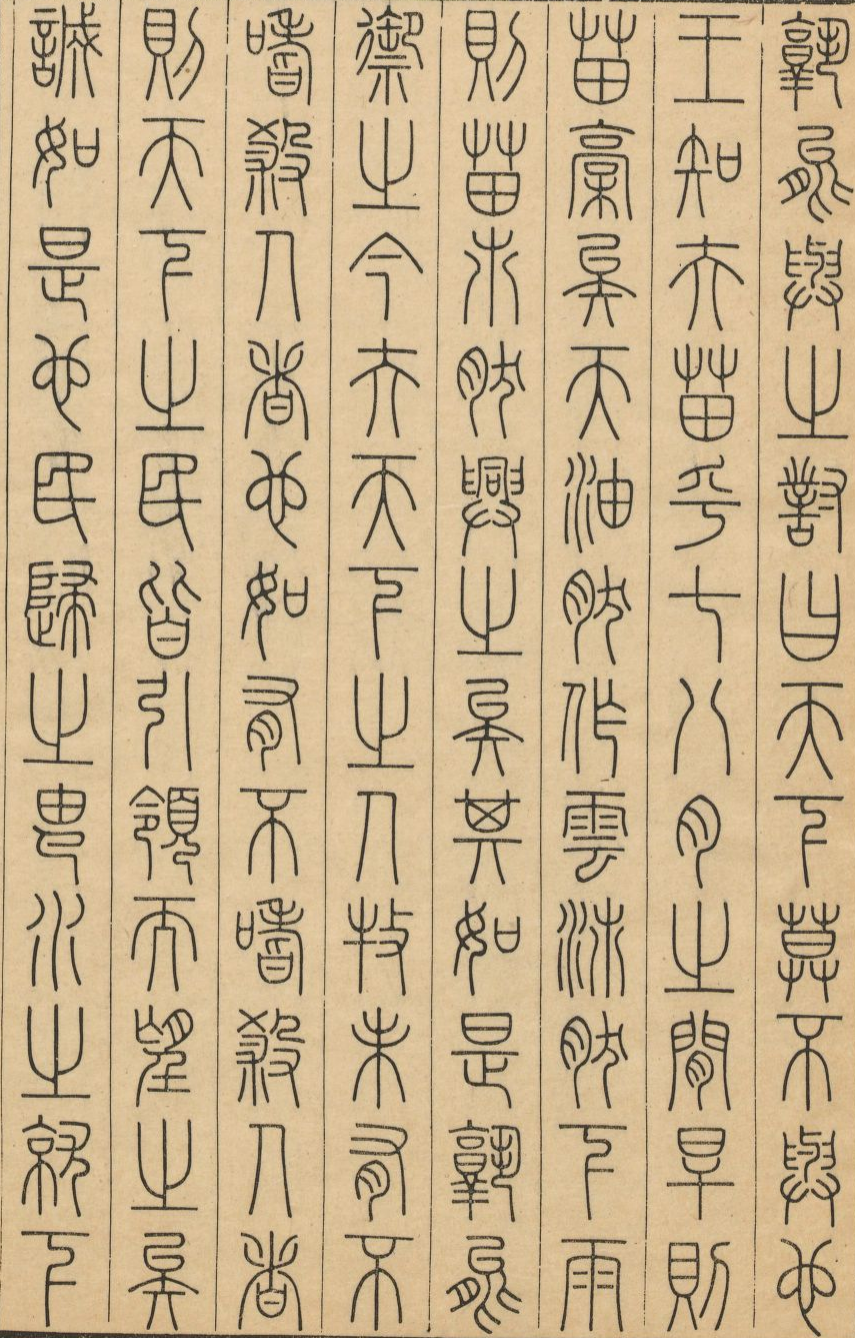 孰能與之對曰天下莫不與也
王知夫苗乎七八月之間旱則
苗槀矣天油然作雲沛然下雨
則苗𣎵然興之矣其如是孰能
禦之今夫天下之人牧未有不
嗜殺人者也如有不嗜殺人者
則天下之民皆引領而望之矣
誠如是也民歸之由水之就下